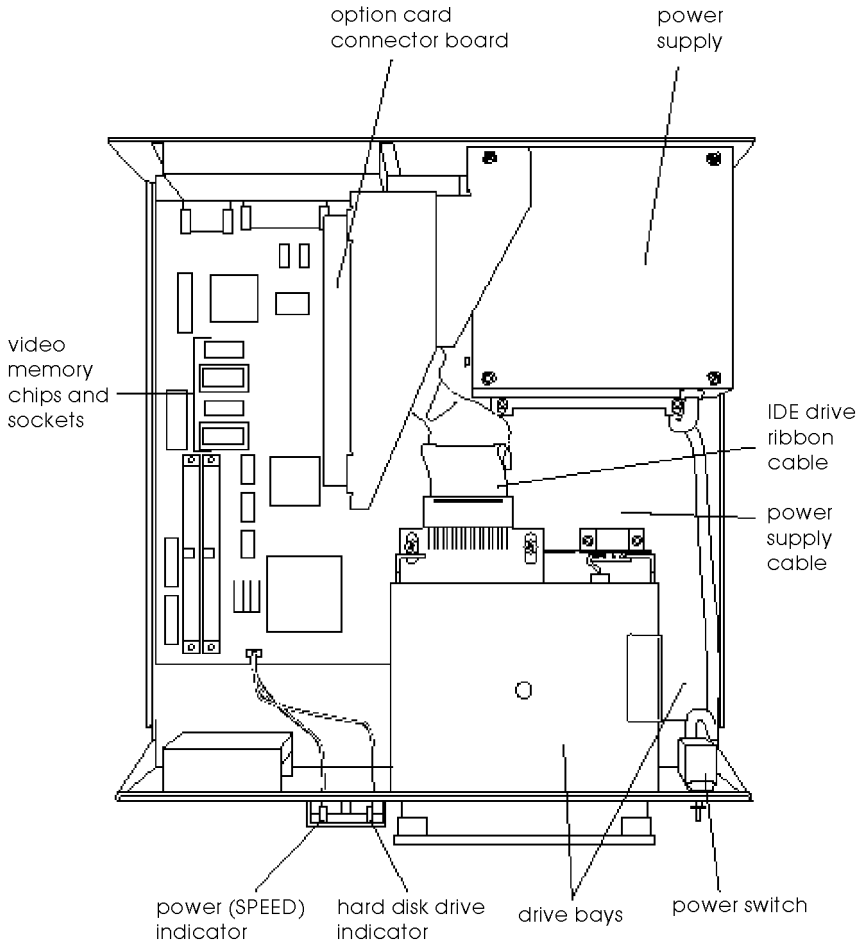 option card
connector board
power
supply
video
memory
chips and
sockets
IDE drive
ribbon
cable
power
supply
cable
power (SPEED)
indicator
hard disk drive
indicator
drive bays
power switch